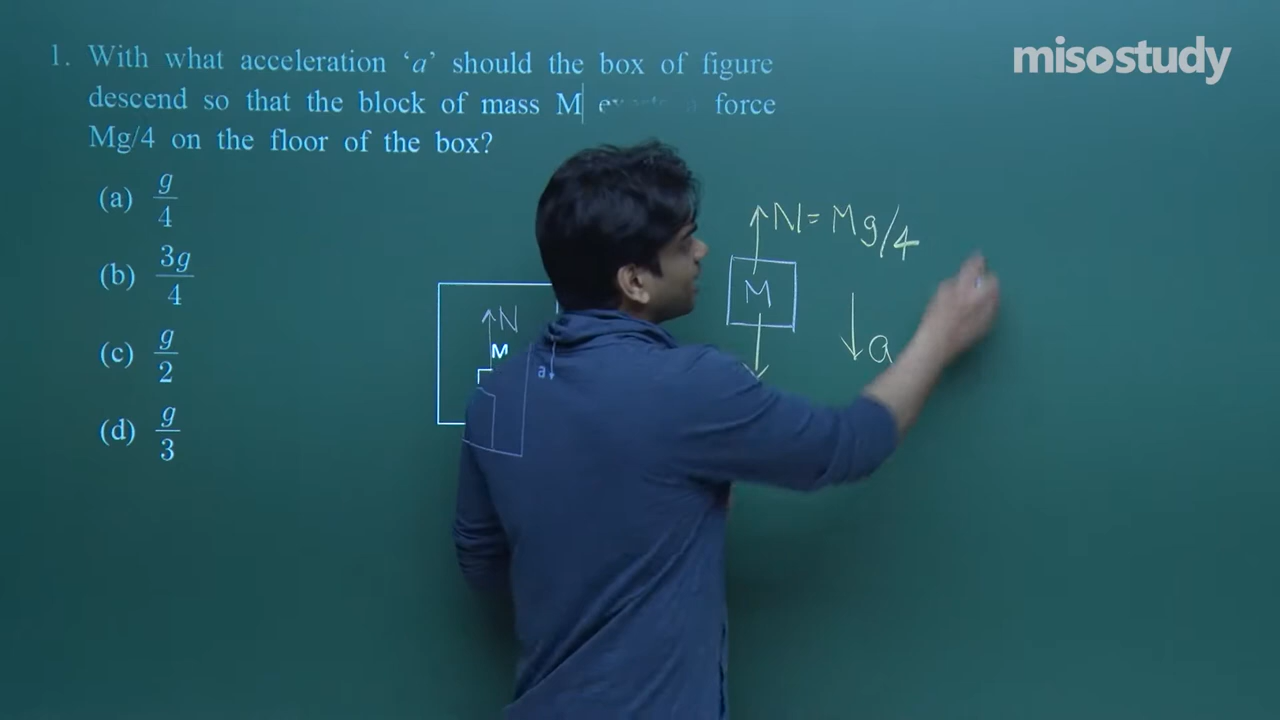 misostudy
1. With what acceleration ‘a’ should the box of figure
descend so that the block of mass M force
Mg/4 on the floor of the box?
(a) g/4
(b) 3g/4
(c) g/2
(d) g/3
N = Mg/4
M
a
N
M
a